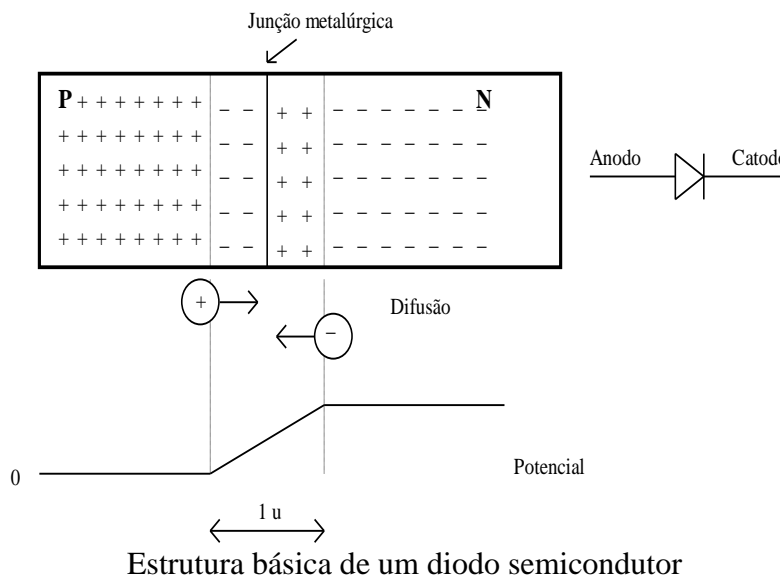 Junção metalúrgica
P + + + + + + + − − + + − − − − − − − N
+ + + + + + + + − − + + − − − − − − −
+ + + + + + + + − − + + − − − − − − −
+ + + + + + + + − − + + − − − − − − −
+ + + + + + + + − − + + − − − − − − −
Anodo Catodo
+ Difusão
−
0 Potencial
1 u
Estrutura básica de um diodo semicondutor